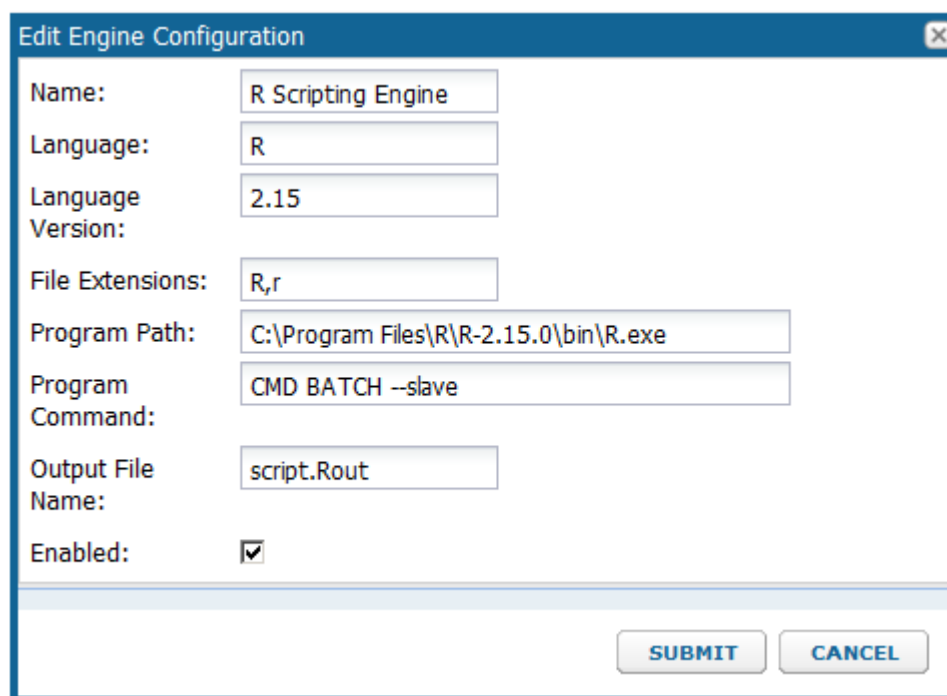 Edit Engine Configuration
Name: R Scripting Engine
Language: R
Language 2.15
Version:
File Extensions: R,r
Program Path: C:\Program Files\R\R-2.15.0\bin\R.exe
Program CMD BATCH --slave
Command:
Output File script.Rout
Name:
Enabled:
SUBMIT CANCEL